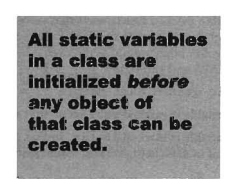 All static variables
in a class are
initialized before
any object of
that class can be
created.